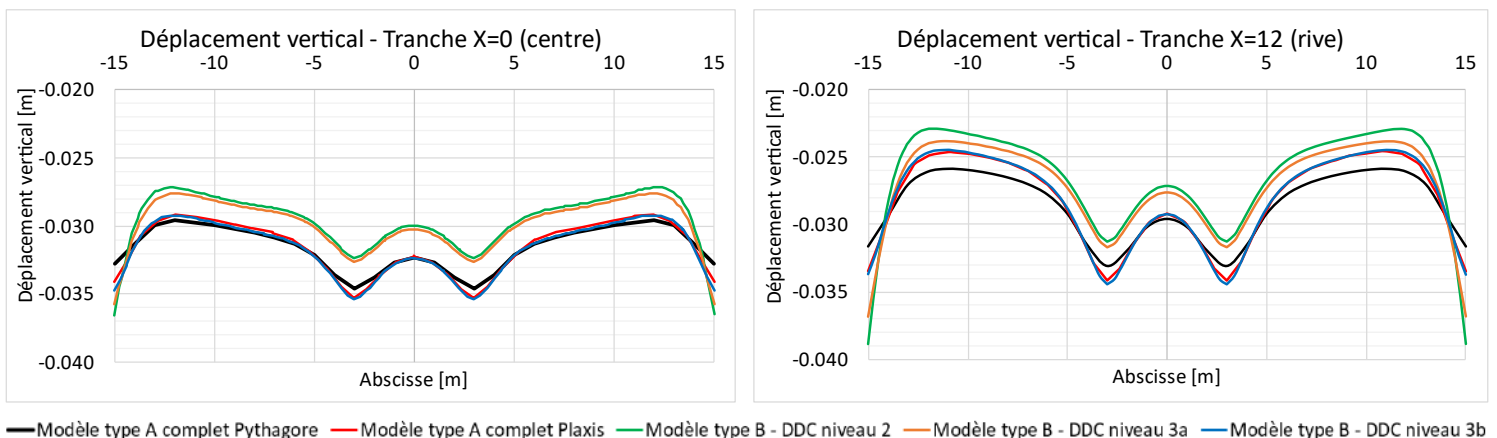 Déplacement vertical - Tranche X=0 (centre)
-15 -10 -5 0 5 10 15
Déplacement vertical [m]
-0.020
-0.025
-0.030
-0.035
-0.040
Abscisse [m]
Déplacement vertical - Tranche X=12 (rive)
-15 -10 -5 0 5 10 15
Déplacement vertical [m]
-0.020
-0.025
-0.030
-0.035
-0.040
Abscisse [m]
Modèle type A complet Pythagore Modèle type A complet Plaxis Modèle type B - DDC niveau 2 Modèle type B - DDC niveau 3a Modèle type B - DDC niveau 3b